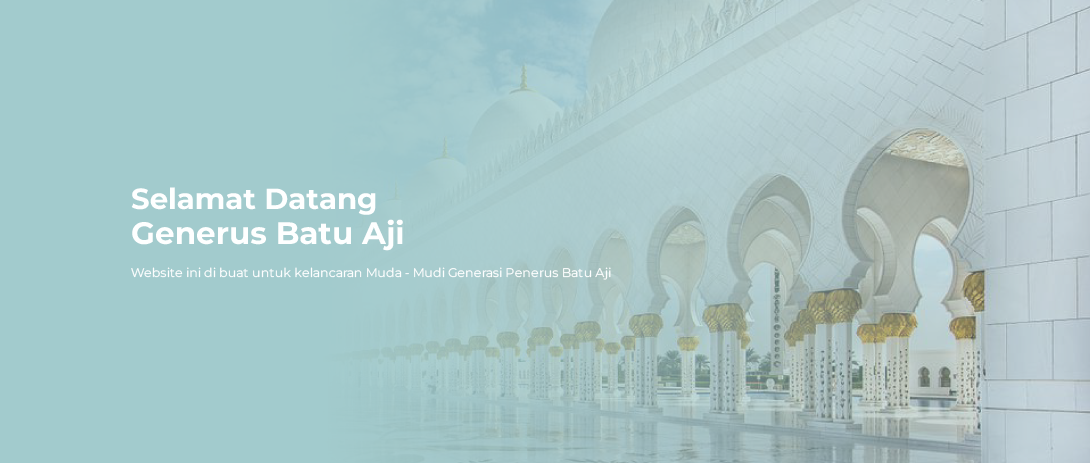 Selamat Datang
Generus Batu Aji
Website ini di buat untuk kelancaran Muda - Mudi Generasi Penerus Batu Aji